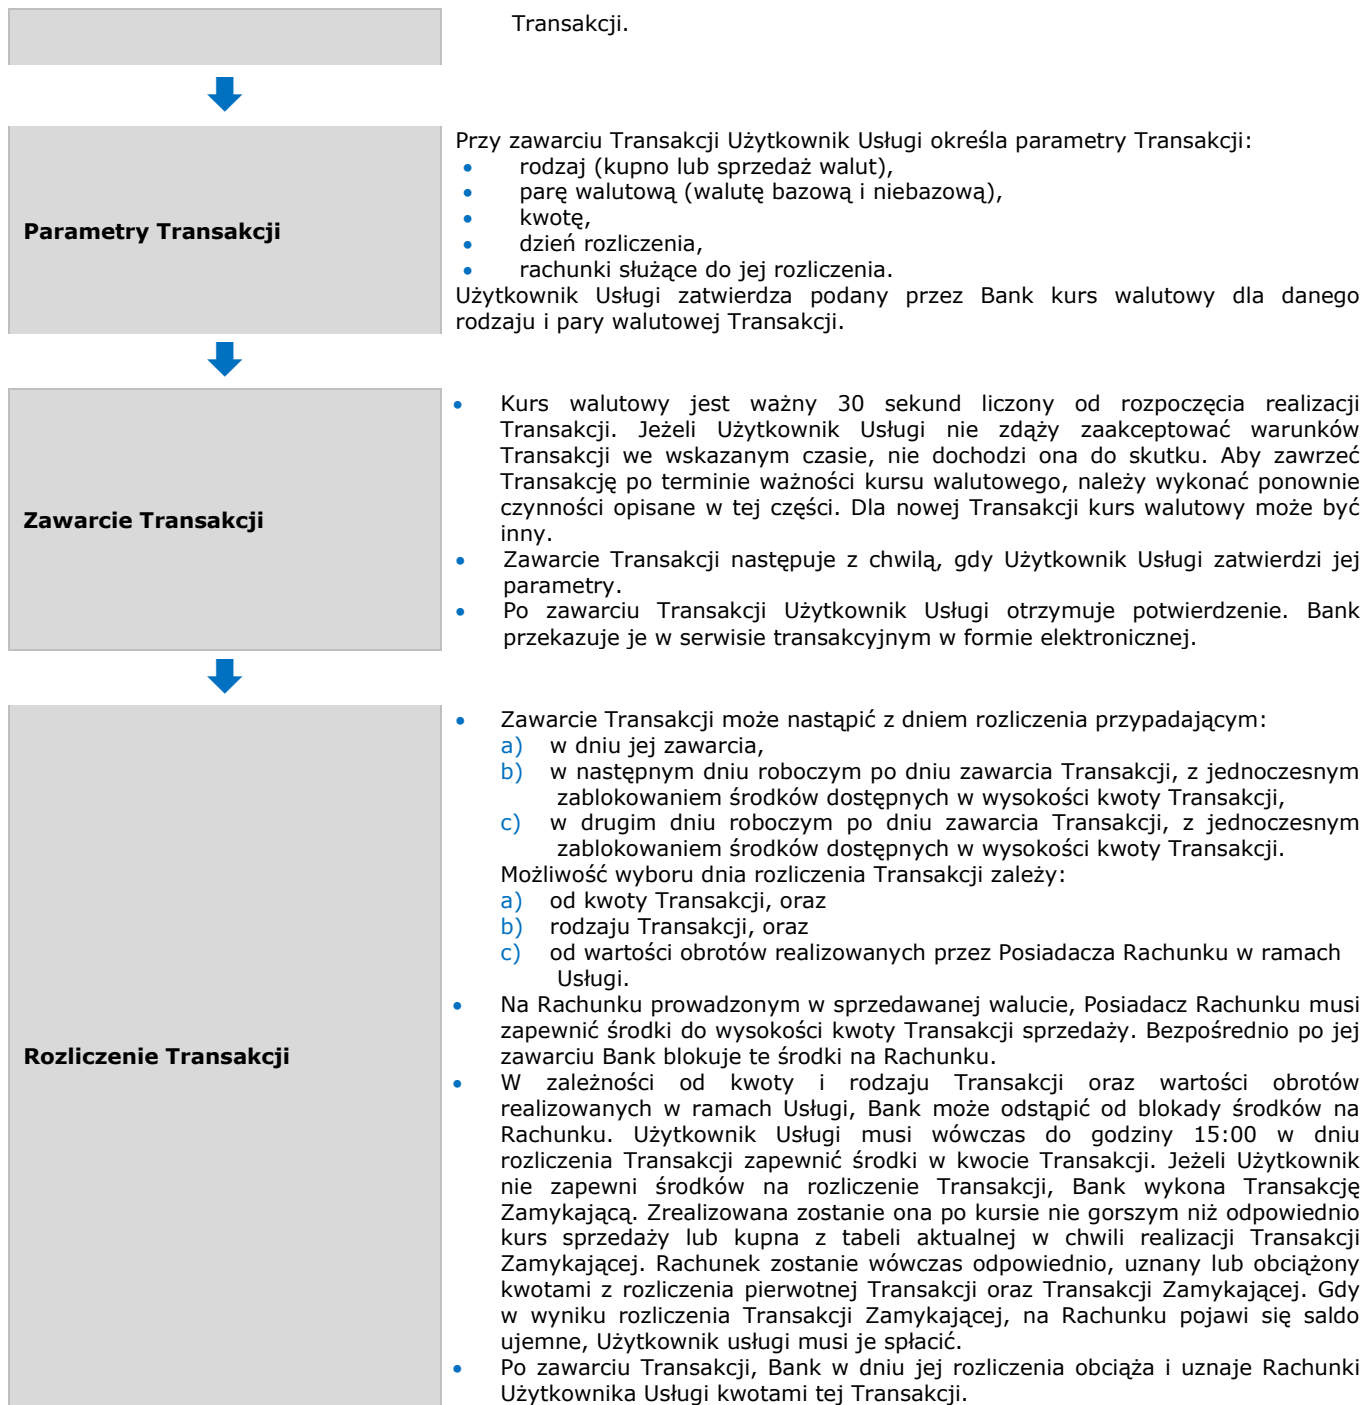 Transakcji.
Parametry Transakcji
Przy zawarciu Transakcji Użytkownik Usługi określa parametry Transakcji:
• rodzaj (kupno lub sprzedaż walut),
• parę walutową (walutę bazową i niebazową),
• kwotę,
• dzień rozliczenia,
• rachunki służące do jej rozliczenia.
Użytkownik Usługi zatwierdza podany przez Bank kurs walutowy dla danego
rodzaju i pary walutowej Transakcji.
Zawarcie Transakcji
• Kurs walutowy jest ważny 30 sekund liczony od rozpoczęcia realizacji
Transakcji. Jeżeli Użytkownik Usługi nie zdąży zaakceptować warunków
Transakcji we wskazanym czasie, nie dochodzi ona do skutku. Aby zawrzeć
Transakcję po terminie ważności kursu walutowego, należy wykonać ponownie
czynności opisane w tej części. Dla nowej Transakcji kurs walutowy może być
inny.
• Zawarcie Transakcji następuje z chwilą, gdy Użytkownik Usługi zatwierdzi jej
parametry.
• Po zawarciu Transakcji Użytkownik Usługi otrzymuje potwierdzenie. Bank
przekazuje je w serwisie transakcyjnym w formie elektronicznej.
Rozliczenie Transakcji
• Zawarcie Transakcji może nastąpić z dniem rozliczenia przypadającym:
a) w dniu jej zawarcia,
b) w następnym dniu roboczym po dniu zawarcia Transakcji, z jednoczesnym
zablokowaniem środków dostępnych w wysokości kwoty Transakcji,
c) w drugim dniu roboczym po dniu zawarcia Transakcji, z jednoczesnym
zablokowaniem środków dostępnych w wysokości kwoty Transakcji.
Możliwość wyboru dnia rozliczenia Transakcji zależy:
a) od kwoty Transakcji, oraz
b) rodzaju Transakcji, oraz
c) od wartości obrotów realizowanych przez Posiadacza Rachunku w ramach
Usługi.
• Na Rachunku prowadzonym w sprzedawanej walucie, Posiadacz Rachunku musi
zapewnić środki do wysokości kwoty Transakcji sprzedaży. Bezpośrednio po jej
zawarciu Bank blokuje te środki na Rachunku.
• W zależności od kwoty i rodzaju Transakcji oraz wartości obrotów
realizowanych w ramach Usługi, Bank może odstąpić od blokady środków na
Rachunku. Użytkownik Usługi musi wówczas do godziny 15:00 w dniu
rozliczenia Transakcji zapewnić środki w kwocie Transakcji. Jeżeli Użytkownik
nie zapewni środków na rozliczenie Transakcji, Bank wykona Transakcję
Zamykającą. Zrealizowana zostanie ona po kursie nie gorszym niż odpowiednio
kurs sprzedaży lub kupna z tabeli aktualnej w chwili realizacji Transakcji
Zamykającej. Rachunek zostanie wówczas odpowiednio, uznany lub obciążony
kwotami z rozliczenia pierwotnej Transakcji oraz Transakcji Zamykającej. Gdy
w wyniku rozliczenia Transakcji Zamykającej, na Rachunku pojawi się saldo
ujemne, Użytkownik usługi musi je spłacić.
• Po zawarciu Transakcji, Bank w dniu jej rozliczenia obciąża i uznaje Rachunki
Użytkownika Usługi kwotami tej Transakcji.